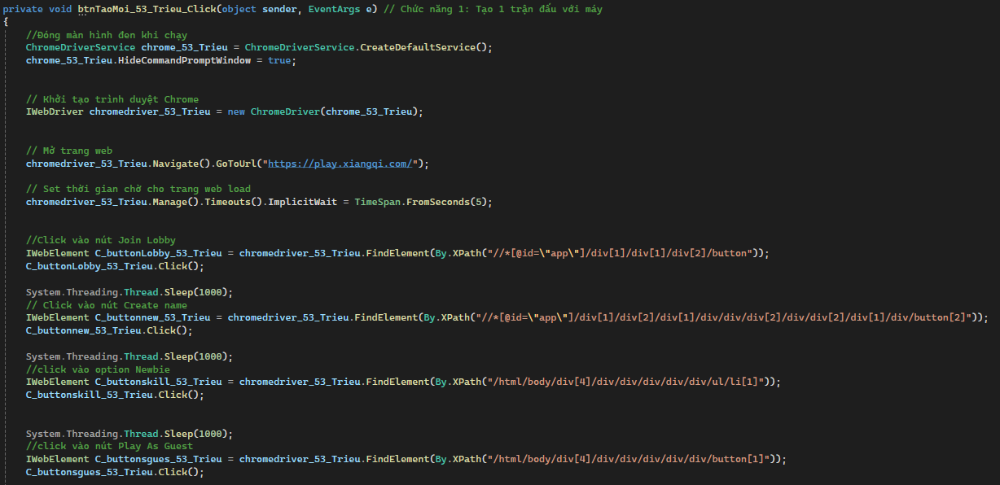 private void btnTaoMoi_53_Trieu_Click(object sender, EventArgs e) // Chức năng 1: Tạo 1 trận đấu với máy
{
//Đóng màn hình đen khi chạy
ChromeDriverService chrome_53_Trieu = ChromeDriverService.CreateDefaultService();
chrome_53_Trieu.HideCommandPromptWindow = true;
// Khởi tạo trình duyệt Chrome
IWebDriver chromedriver_53_Trieu = new ChromeDriver(chrome_53_Trieu);
// Mở trang web
chromedriver_53_Trieu.Navigate().GoToUrl("https://play.xiangqi.com/");
// Set thời gian chờ cho trang web load
chromedriver_53_Trieu.Manage().Timeouts().ImplicitWait = TimeSpan.FromSeconds(5);
//Click vào nút Join Lobby
IWebElement C_buttonLobby_53_Trieu = chromedriver_53_Trieu.FindElement(By.XPath("//*[@id=\"app\"]/div[1]/div[1]/div[2]/button"));
C_buttonLobby_53_Trieu.Click();
System.Threading.Thread.Sleep(1000);
// Click vào nút Create name
IWebElement C_buttonnew_53_Trieu = chromedriver_53_Trieu.FindElement(By.XPath("//*[@id=\"app\"]/div[1]/div[2]/div[1]/div/div/div[2]/div/div[2]/div[1]/div/button[2]"));
C_buttonnew_53_Trieu.Click();
System.Threading.Thread.Sleep(1000);
//click vào option Newbie
IWebElement C_buttonskill_53_Trieu = chromedriver_53_Trieu.FindElement(By.XPath("/html/body/div[4]/div/div/div/div/div/ul/li[1]"));
C_buttonskill_53_Trieu.Click();
System.Threading.Thread.Sleep(1000);
//click vào nút Play As Guest
IWebElement C_buttonsgues_53_Trieu = chromedriver_53_Trieu.FindElement(By.XPath("/html/body/div[4]/div/div/div/div/div/button[1]"));
C_buttonsgues_53_Trieu.Click();